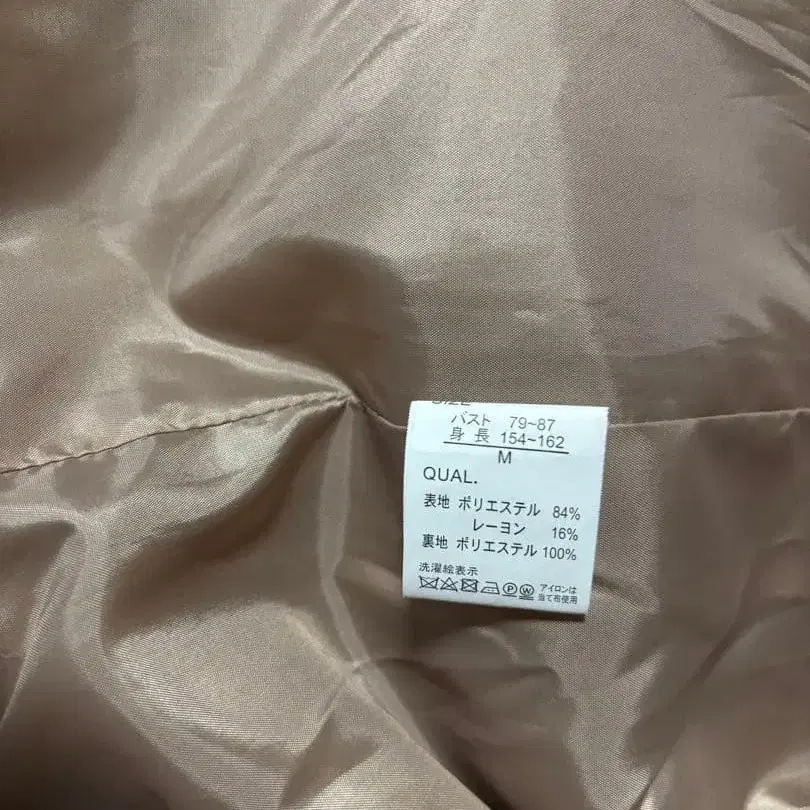 SIZE
バスト 79~87
身長 154~162
M
QUAL.
表地 ポリエステル 84%
レーヨン 16%
裏地 ポリエステル 100%
洗濯絵表示
P W アイロンは
当て布使用